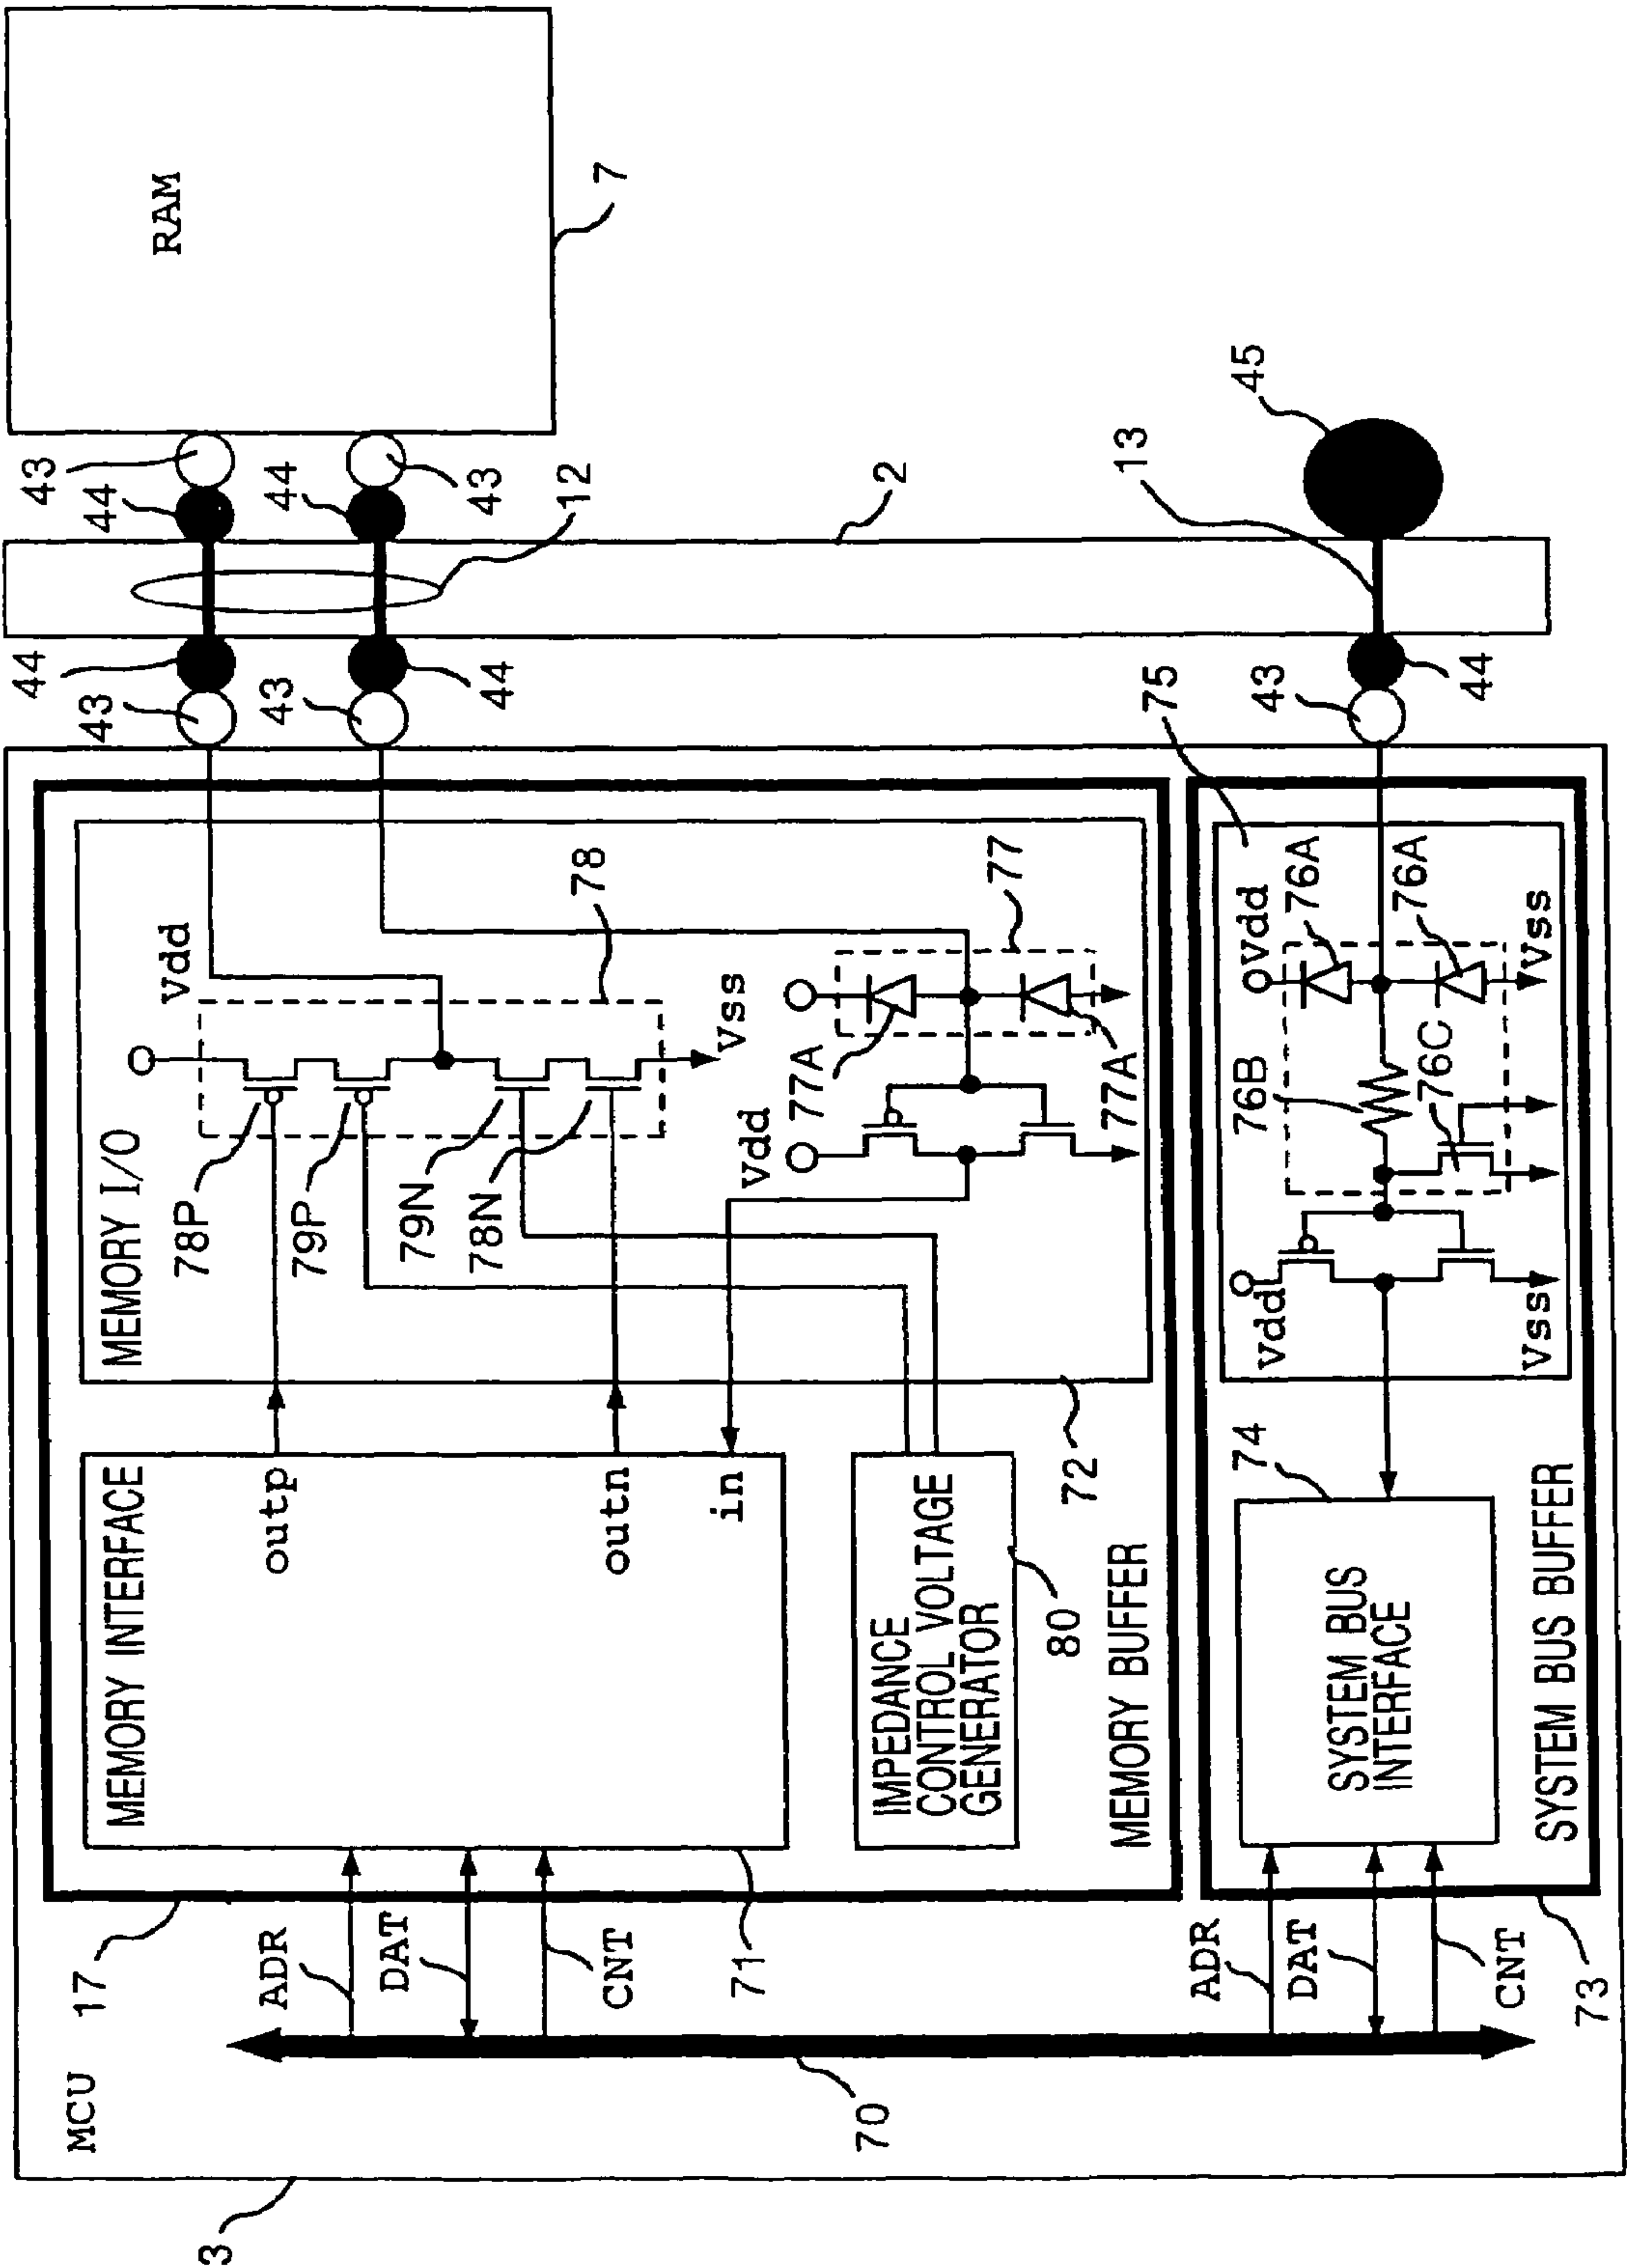 3
MCU
70
17
ADR
DAT
CNT
71
MEMORY INTERFACE
outp
outn
in
IMPEDANCE
CONTROL VOLTAGE
GENERATOR
80
MEMORY BUFFER
MEMORY I/O
72
78P
79P
79N
78N
vdd
78
Vss
vdd
77A
77A
77
43
44
43
44
12
44
43
44
43
RAM
7
2
ADR
DAT
CNT
73
SYSTEM BUS
INTERFACE
74
SYSTEM BUS BUFFER
vdd
Vss
76B
76C
vdd
76A
76A
Vss
75
43
44
13
45